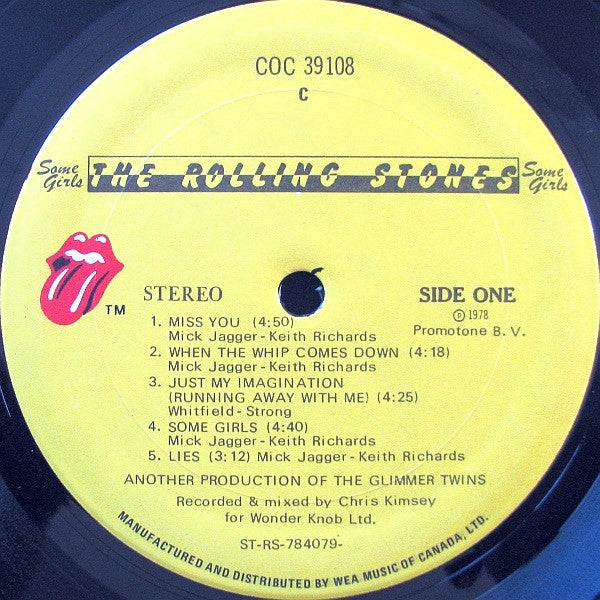 COC 39108
C
Some Girls THE ROLLING STONES Some Girls
TM
STEREO
SIDE ONE
℗ 1978
Promotone B. V.
1. MISS YOU (4:50)
Mick Jagger - Keith Richards
2. WHEN THE WHIP COMES DOWN (4:18)
Mick Jagger - Keith Richards
3. JUST MY IMAGINATION
(RUNNING AWAY WITH ME) (4:25)
Whitfield - Strong
4. SOME GIRLS (4:40)
Mick Jagger - Keith Richards
5. LIES (3:12) Mick Jagger - Keith Richards
ANOTHER PRODUCTION OF THE GLIMMER TWINS
Recorded & mixed by Chris Kimsey
for Wonder Knob Ltd.
ST-RS-784079-
MANUFACTURED AND DISTRIBUTED BY WEA MUSIC OF CANADA, LTD.